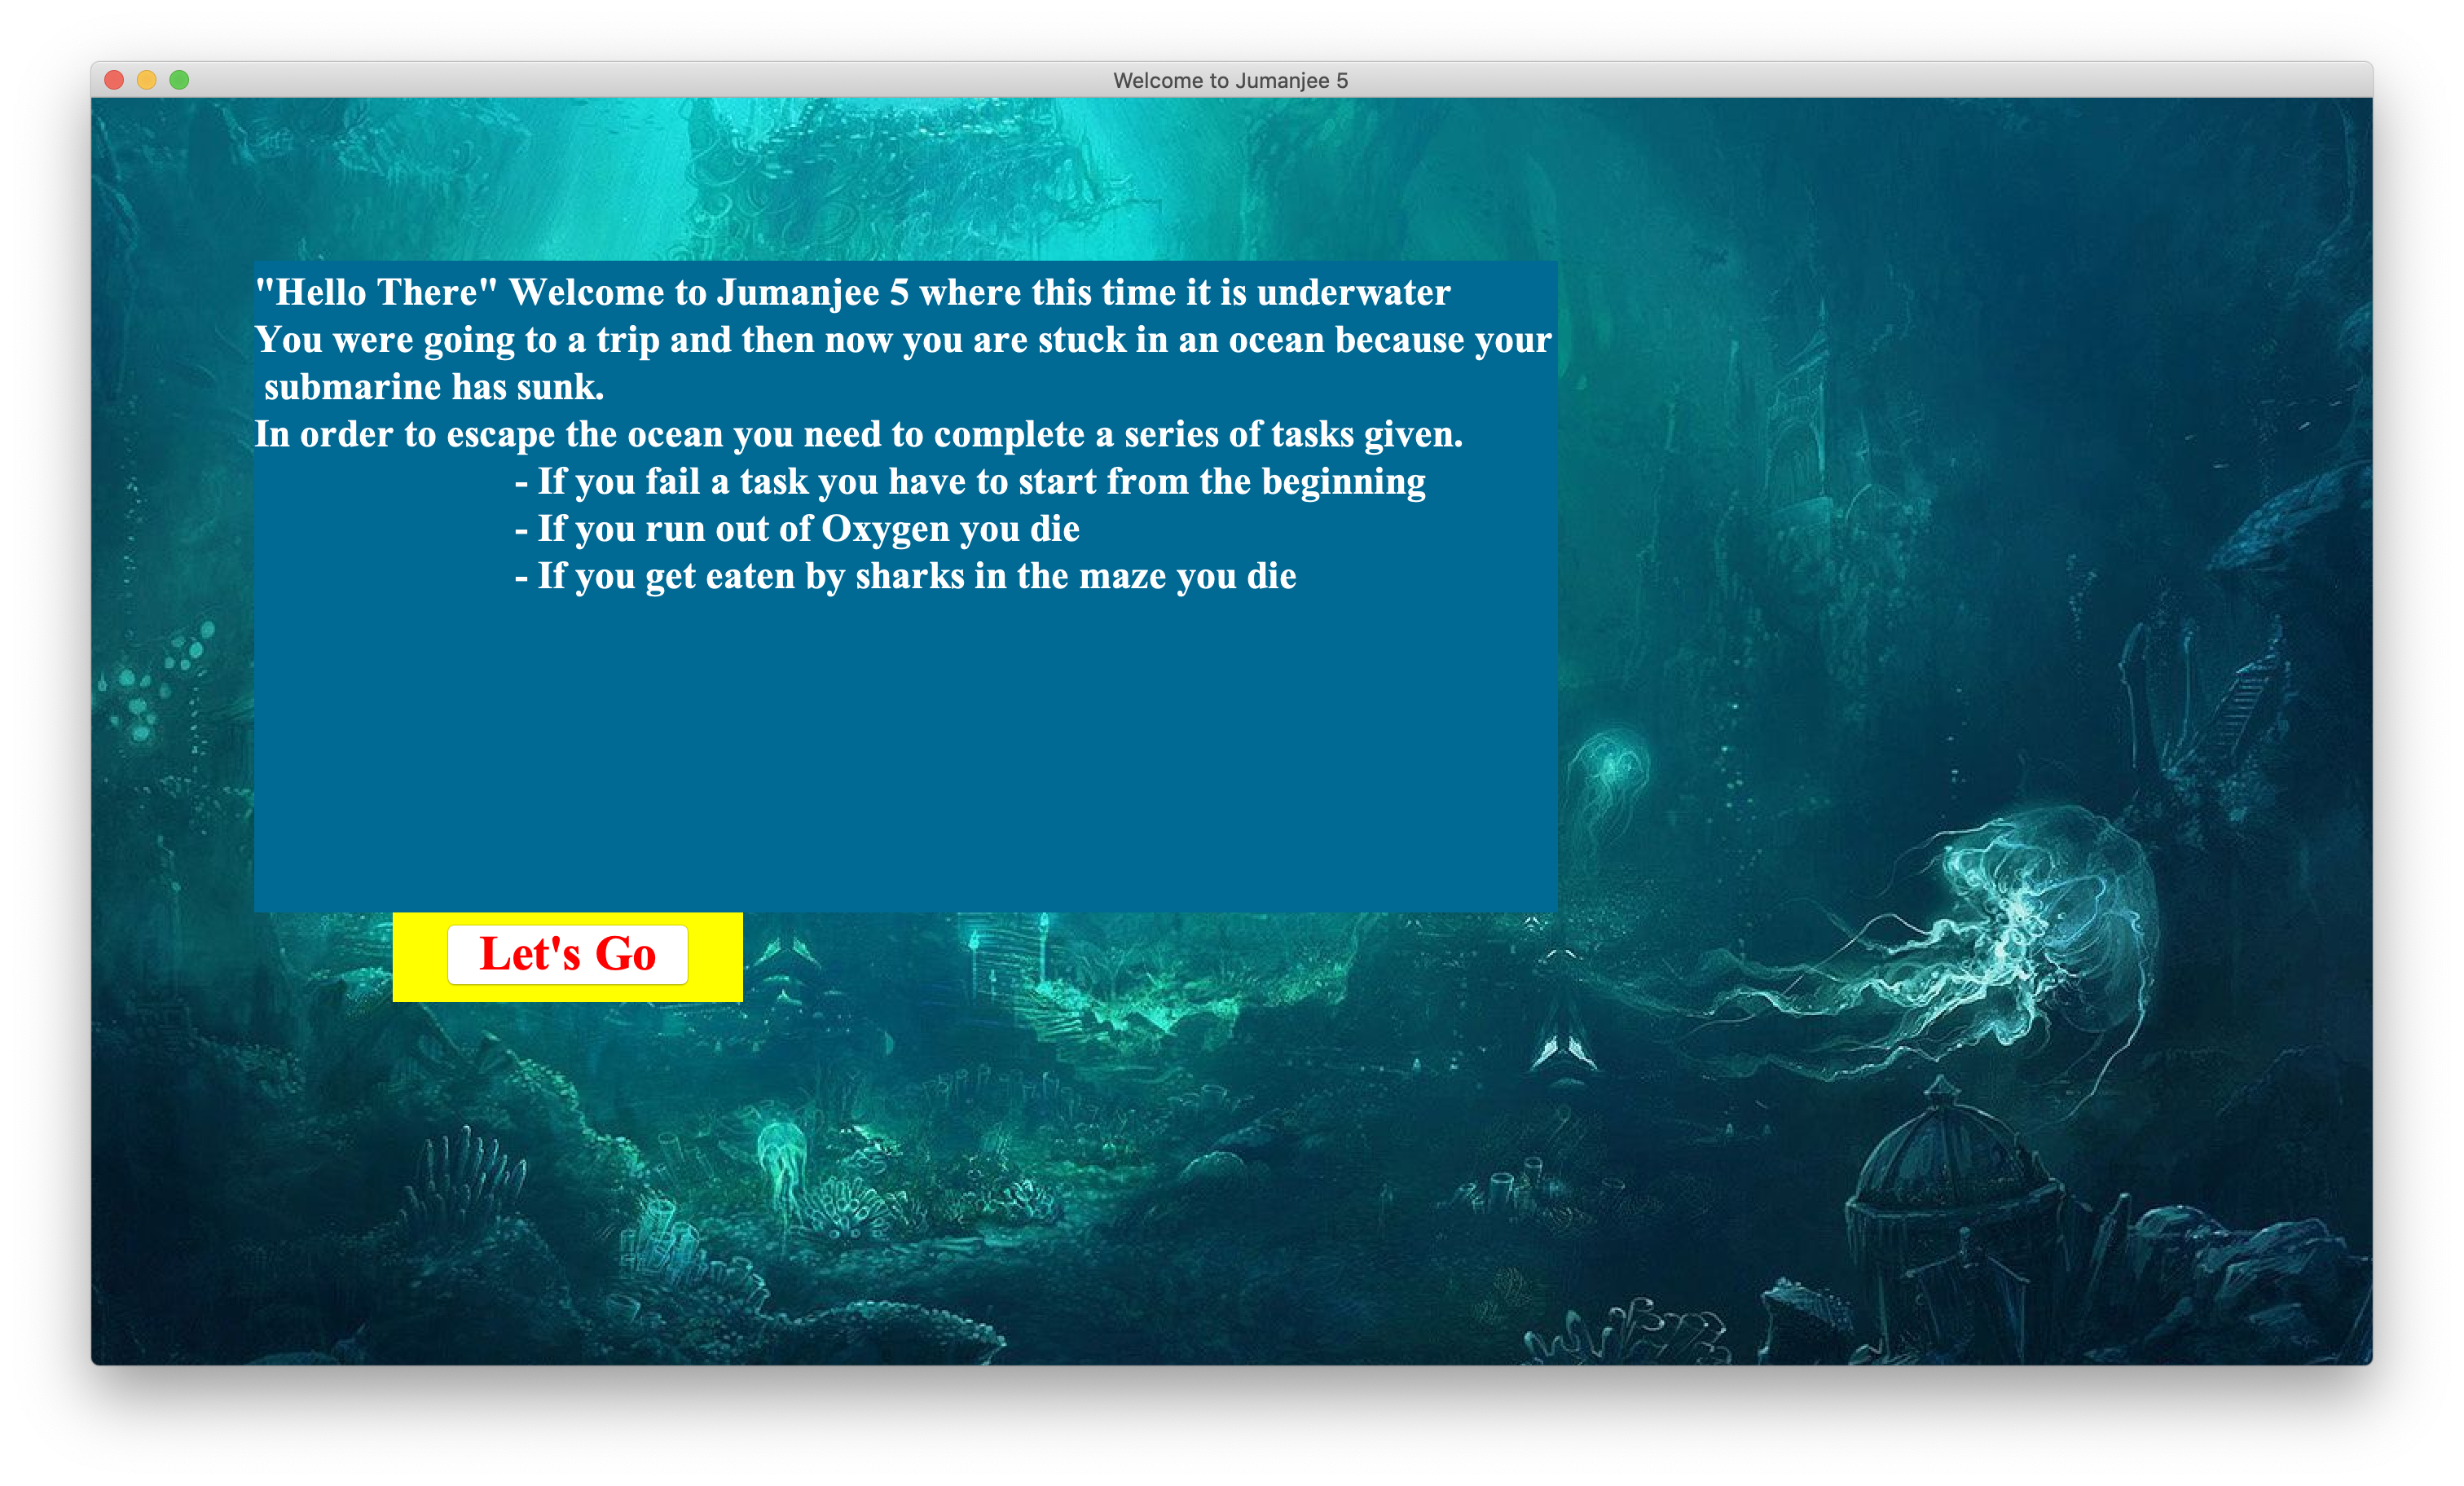 Welcome to Jumanjee 5
"Hello There" Welcome to Jumanjee 5 where this time it is underwater
You were going to a trip and then now you are stuck in an ocean because your
submarine has sunk.
In order to escape the ocean you need to complete a series of tasks given.
- If you fail a task you have to start from the beginning
- If you run out of Oxygen you die
- If you get eaten by sharks in the maze you die
Let's Go